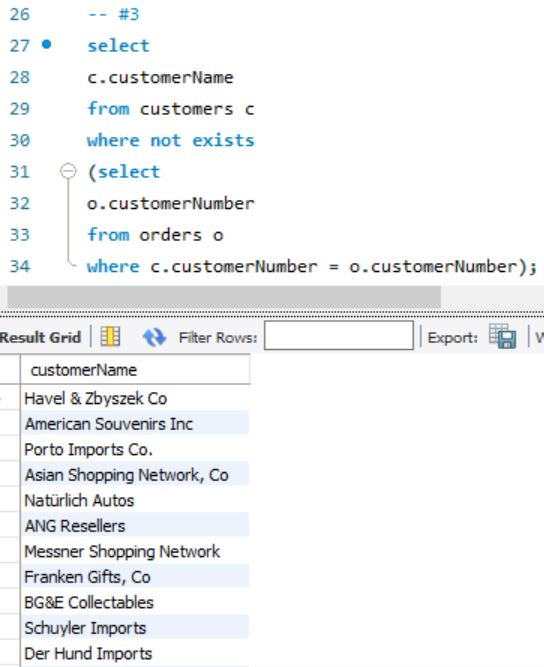 26 -- #3
27 select
28 c.customerName
29 from customers c
30 where not exists
31 (select
32 o.customerNumber
33 from orders o
34 where c.customerNumber = o.customerNumber);
Result Grid Filter Rows: Export:
customerName
Havel & Zbyszek Co
American Souvenirs Inc
Porto Imports Co.
Asian Shopping Network, Co
Natürlich Autos
ANG Resellers
Messner Shopping Network
Franken Gifts, Co
BG&E Collectables
Schuyler Imports
Der Hund Imports